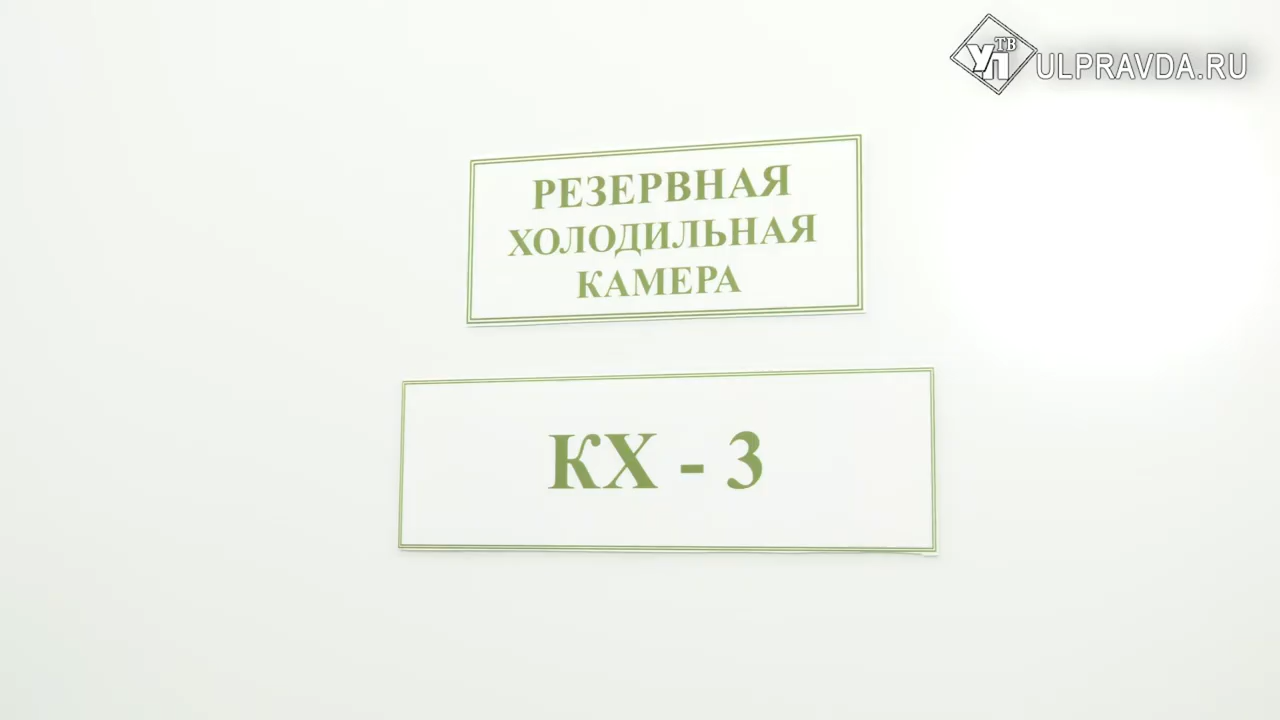 УП ТВ
ULPRAVDA.RU
РЕЗЕРВНАЯ
ХОЛОДИЛЬНАЯ
КАМЕРА
КХ - 3